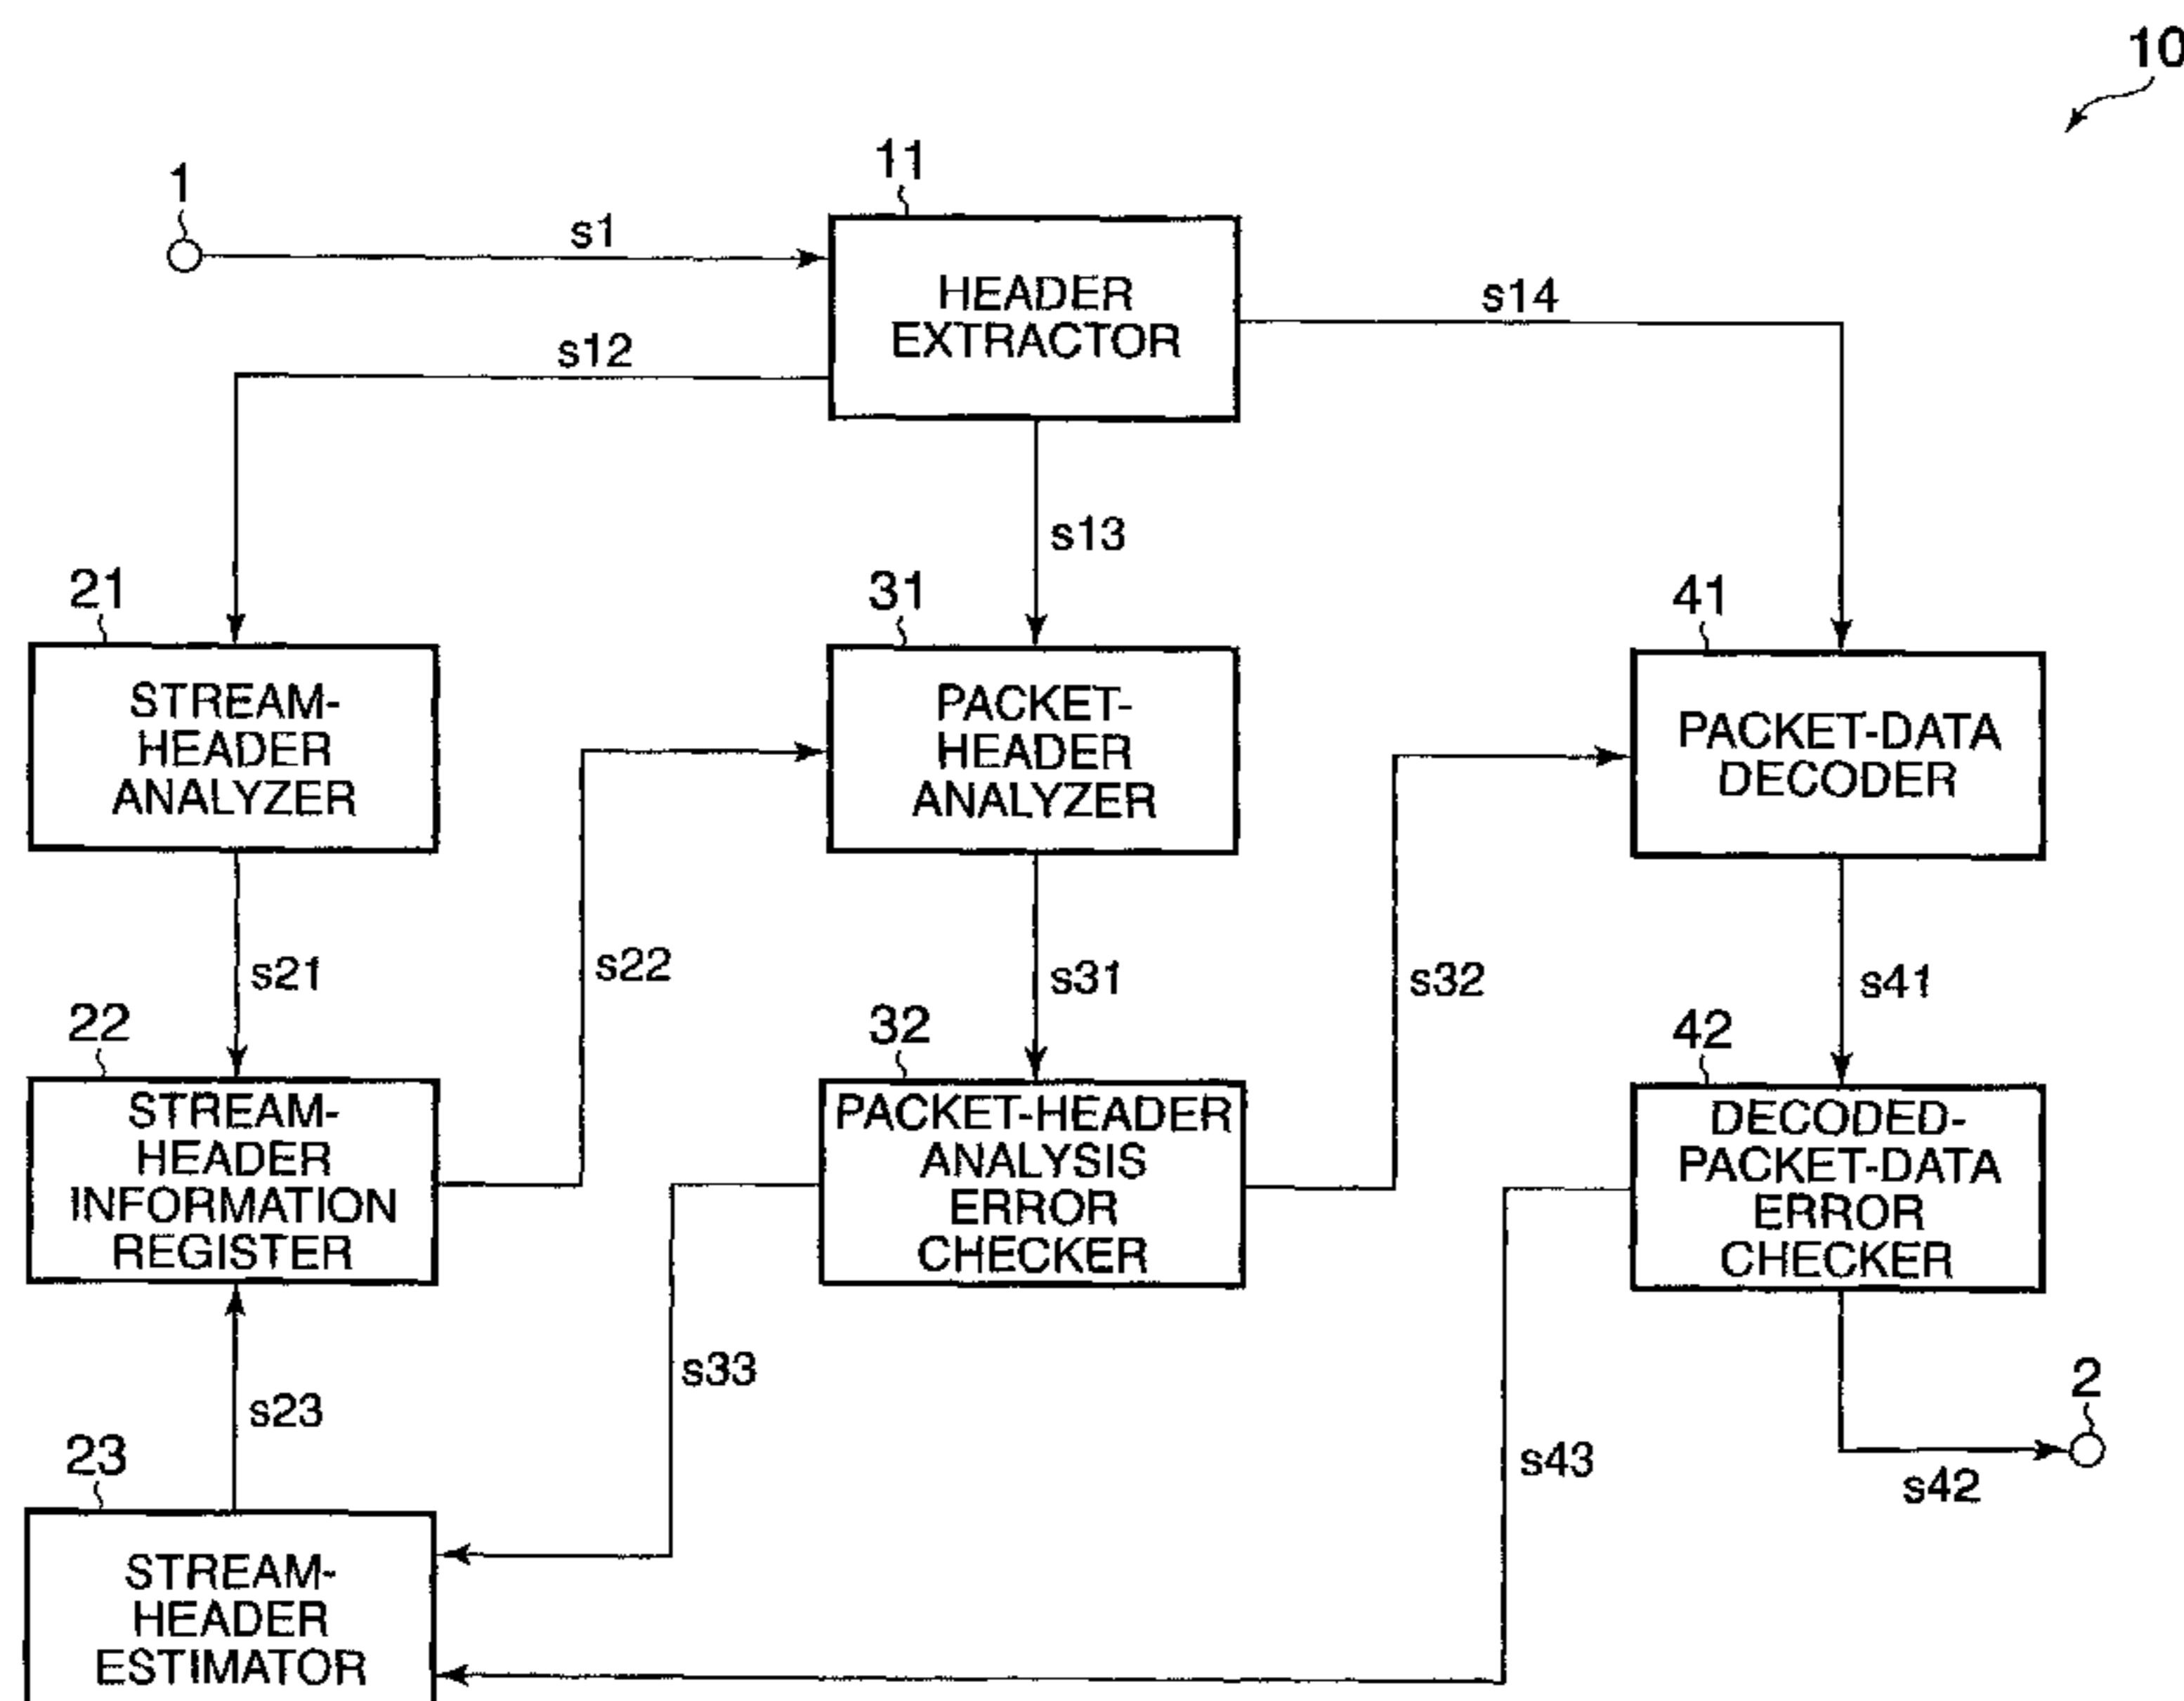 10
1
s1
11
HEADER
EXTRACTOR
s14
s12
s13
21
STREAM-
HEADER
ANALYZER
31
PACKET-
HEADER
ANALYZER
41
PACKET-DATA
DECODER
s21
s22
s31
s32
s41
22
STREAM-
HEADER
INFORMATION
REGISTER
32
PACKET-HEADER
ANALYSIS
ERROR
CHECKER
42
DECODED-
PACKET-DATA
ERROR
CHECKER
s23
s33
s43
2
s42
23
STREAM-
HEADER
ESTIMATOR